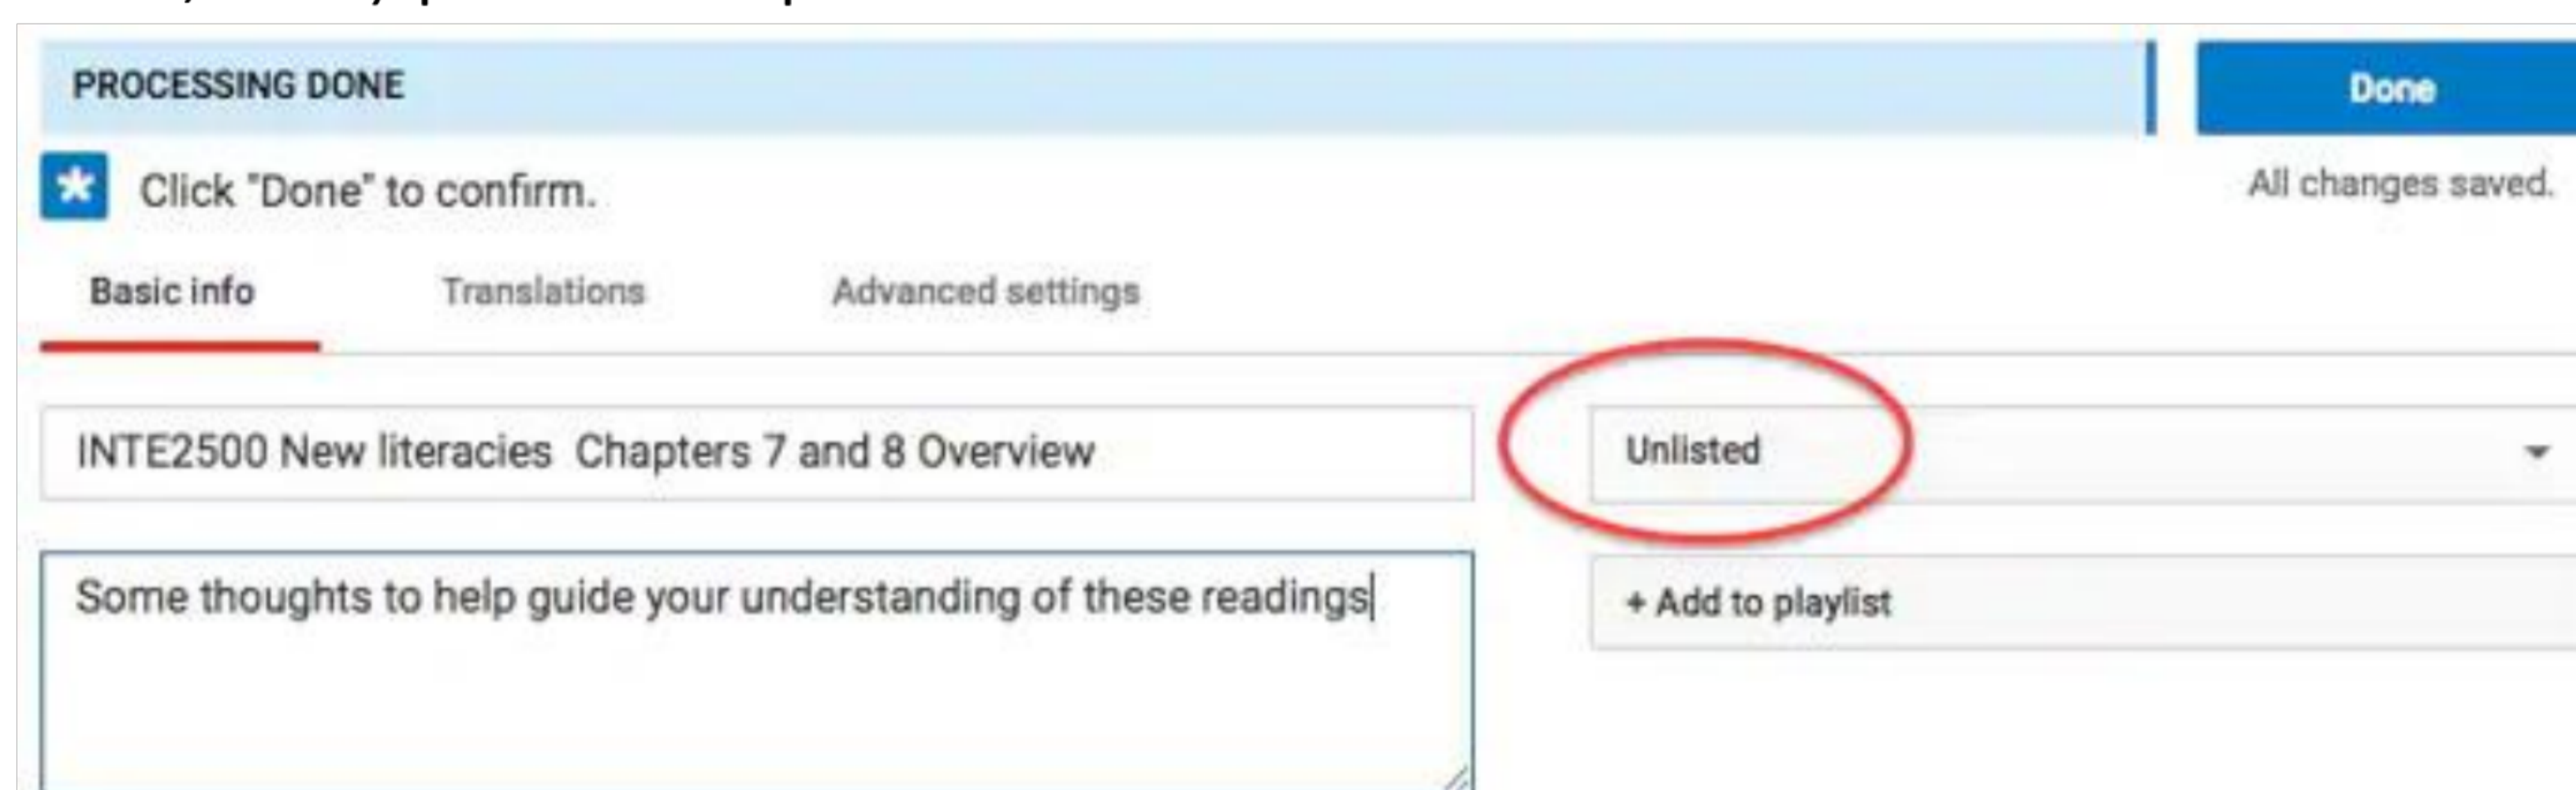 PROCESSING DONE
Done
* Click "Done" to confirm.
All changes saved.
Basic info Translations Advanced settings
INTE2500 New literacies  Chapters 7 and 8 Overview
Unlisted
Some thoughts to help guide your understanding of these readings
+ Add to playlist